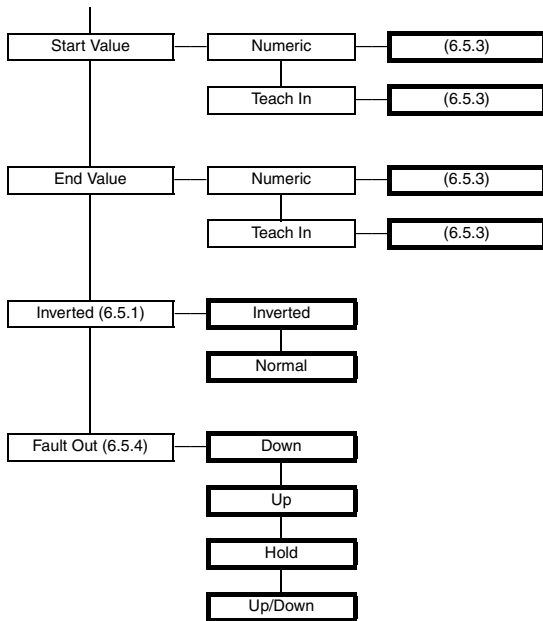 Start Value Numeric (6.5.3)
Teach In (6.5.3)
End Value Numeric (6.5.3)
Teach In (6.5.3)
Inverted (6.5.1) Inverted
Normal
Fault Out (6.5.4) Down
Up
Hold
Up/Down